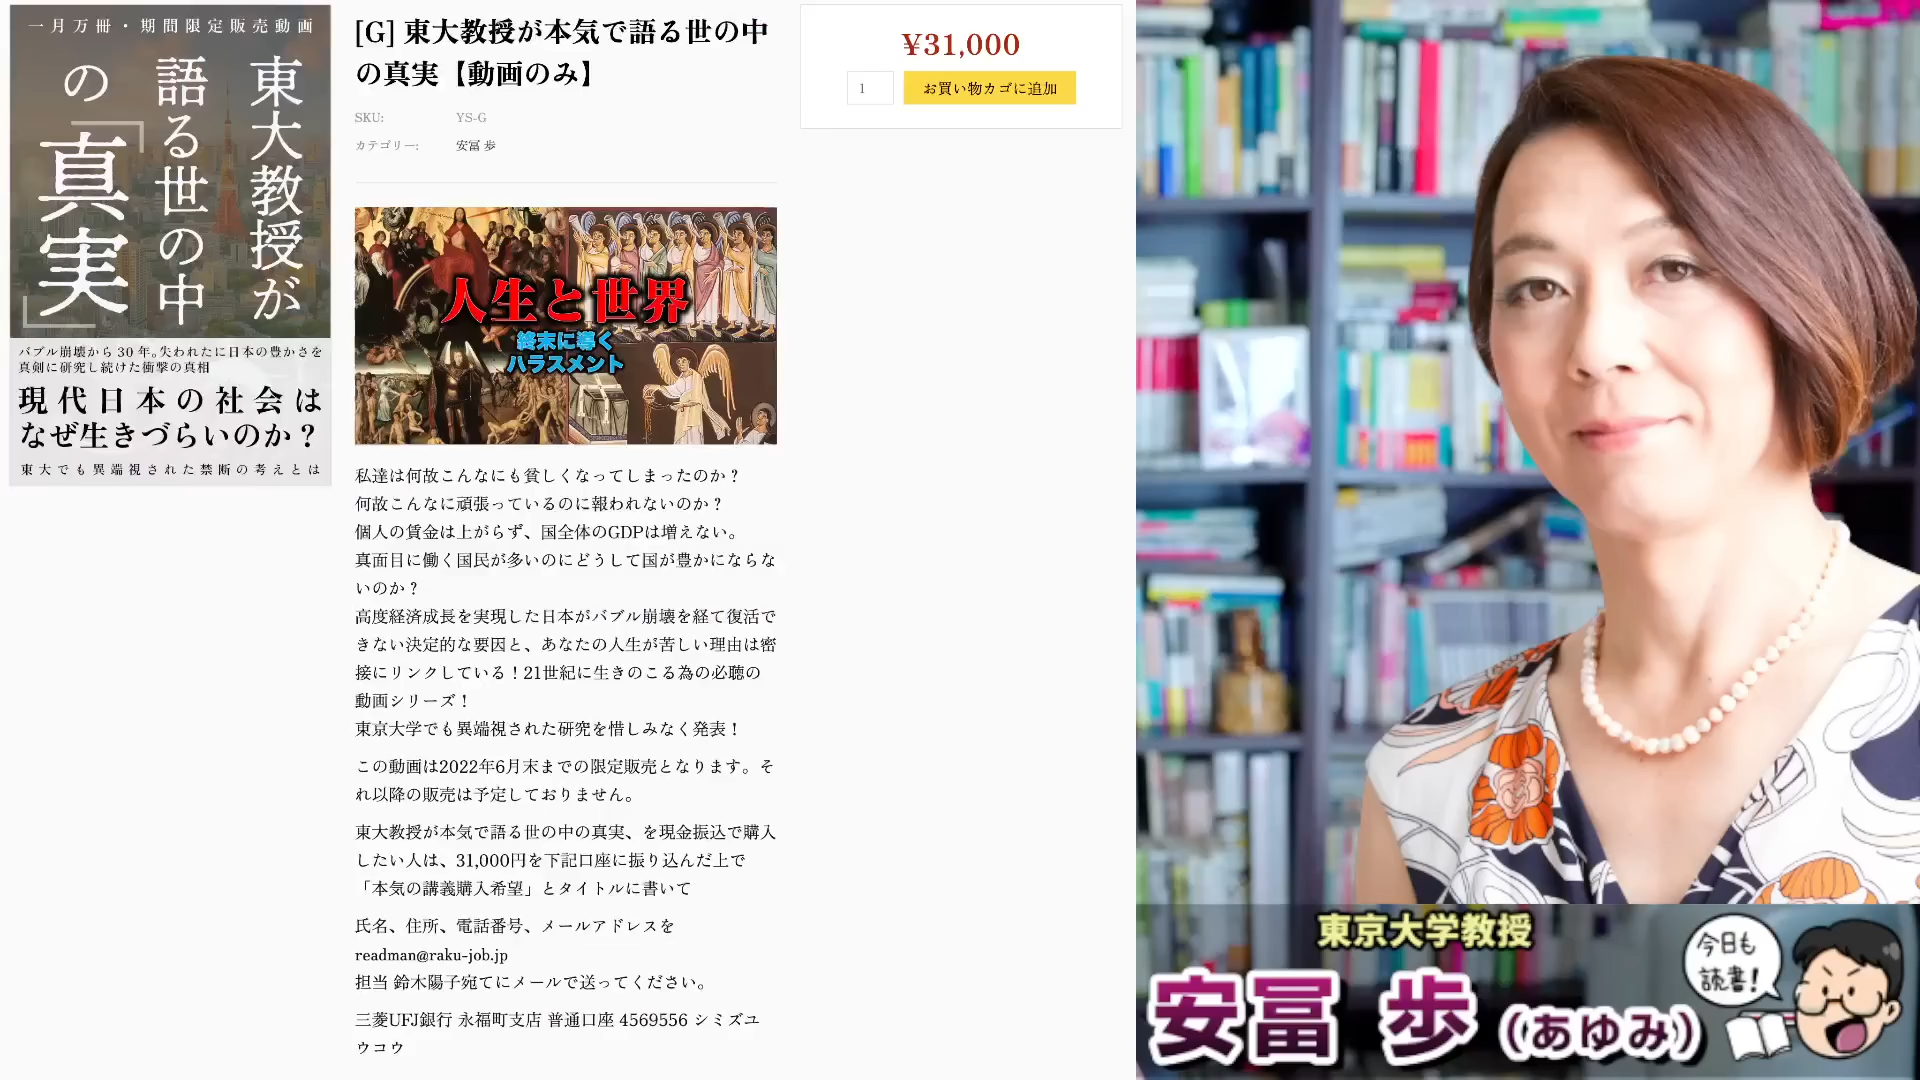 一月万冊・期間限定販売動画
東大教授が
語る世の中
の「真実」
バブル崩壊から30年。失われたに日本の豊かさを
真剣に研究し続けた衝撃の真相
現代日本の社会は
なぜ生きづらいのか？
東大でも異端視された禁断の考えとは
[G] 東大教授が本気で語る世の中
の真実【動画のみ】
SKU: YS-G
カテゴリー: 安冨 歩
人生と世界
終末に導く
ハラスメント
私達は何故こんなにも貧しくなってしまったのか？
何故こんなに頑張っているのに報われないのか？
個人の賃金は上がらず、国全体のGDPは増えない。
真面目に働く国民が多いのにどうして国が豊かにならな
いのか？
高度経済成長を実現した日本がバブル崩壊を経て復活で
きない決定的な要因と、あなたの人生が苦しい理由は密
接にリンクしている！21世紀に生きのこる為の必聴の
動画シリーズ！
東京大学でも異端視された研究を惜しみなく発表！
この動画は2022年6月末までの限定販売となります。そ
れ以降の販売は予定しておりません。
東大教授が本気で語る世の中の真実、を現金振込で購入
したい人は、31,000円を下記口座に振り込んだ上で
「本気の講義購入希望」とタイトルに書いて
氏名、住所、電話番号、メールアドレスを
readman@raku-job.jp
担当 鈴木陽子宛てにメールで送ってください。
三菱UFJ銀行 永福町支店 普通口座 4569556 シミズユ
ウコウ
¥31,000
1
お買い物カゴに追加
東京大学教授
安冨 歩 (あゆみ)
今日も
読書!